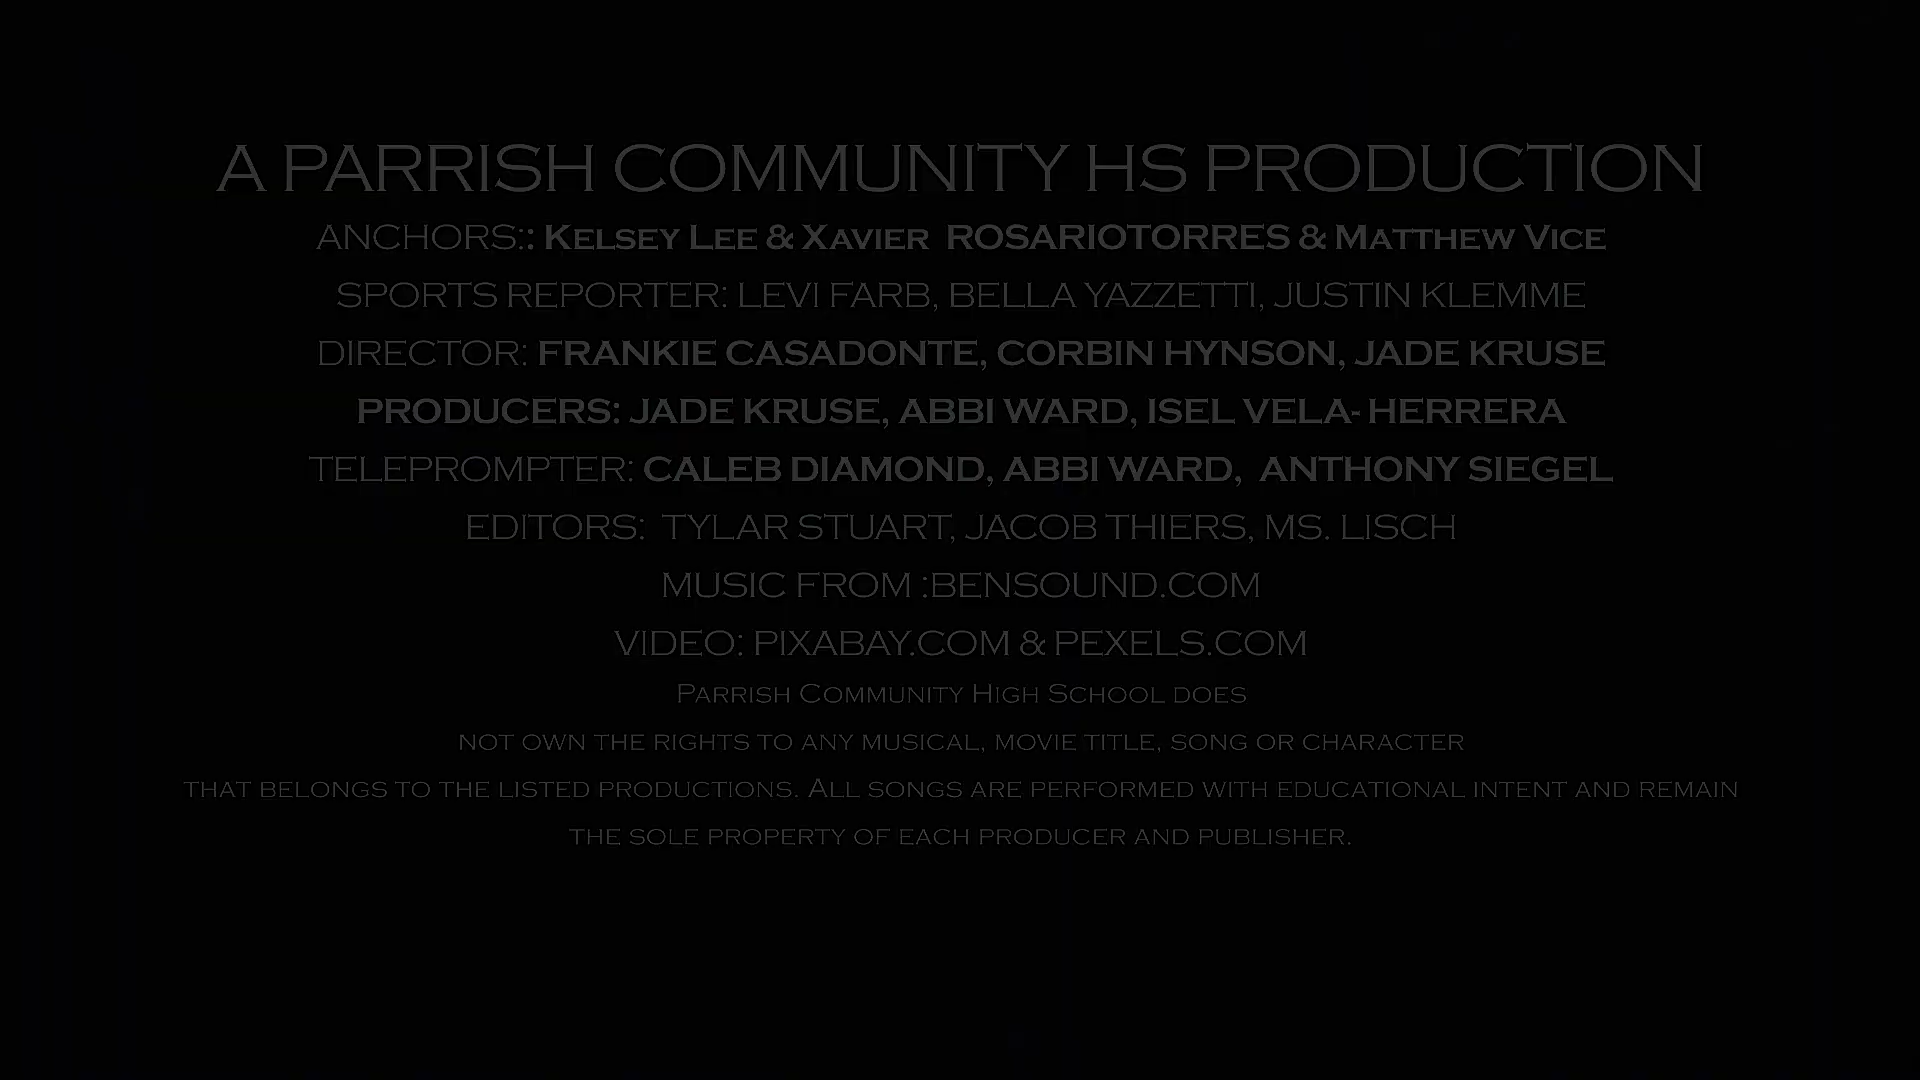 A PARRISH COMMUNITY HS PRODUCTION
ANCHORS:: KELSEY LEE & XAVIER ROSARIOTORRES & MATTHEW VICE
SPORTS REPORTER: LEVI FARB, BELLA YAZZETTI, JUSTIN KLEMME
DIRECTOR: FRANKIE CASADONTE, CORBIN HYNSON, JADE KRUSE
PRODUCERS: JADE KRUSE, ABBI WARD, ISEL VELA- HERRERA
TELEPROMPTER: CALEB DIAMOND, ABBI WARD, ANTHONY SIEGEL
EDITORS: TYLAR STUART, JACOB THIERS, MS. LISCH
MUSIC FROM :BENSOUND.COM
VIDEO: PIXABAY.COM & PEXELS.COM
PARRISH COMMUNITY HIGH SCHOOL DOES
NOT OWN THE RIGHTS TO ANY MUSICAL, MOVIE TITLE, SONG OR CHARACTER
THAT BELONGS TO THE LISTED PRODUCTIONS. ALL SONGS ARE PERFORMED WITH EDUCATIONAL INTENT AND REMAIN
THE SOLE PROPERTY OF EACH PRODUCER AND PUBLISHER.